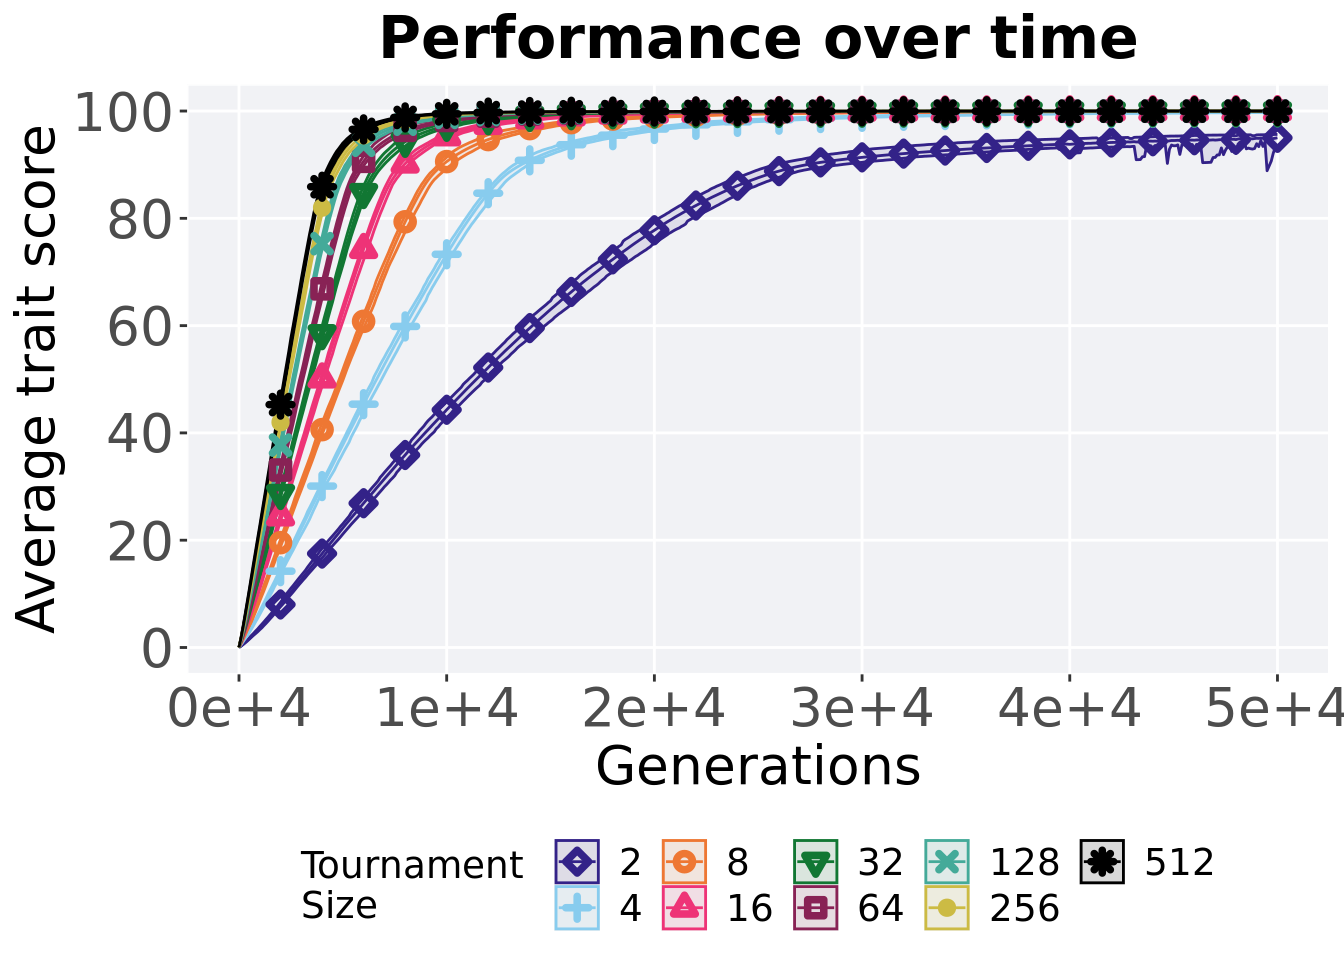 Performance over time
Average trait score
100
80
60
40
20
0
0e+4 1e+4 2e+4 3e+4 4e+4 5e+4
Generations
Tournament
Size
2 8 32 128 512
4 16 64 256